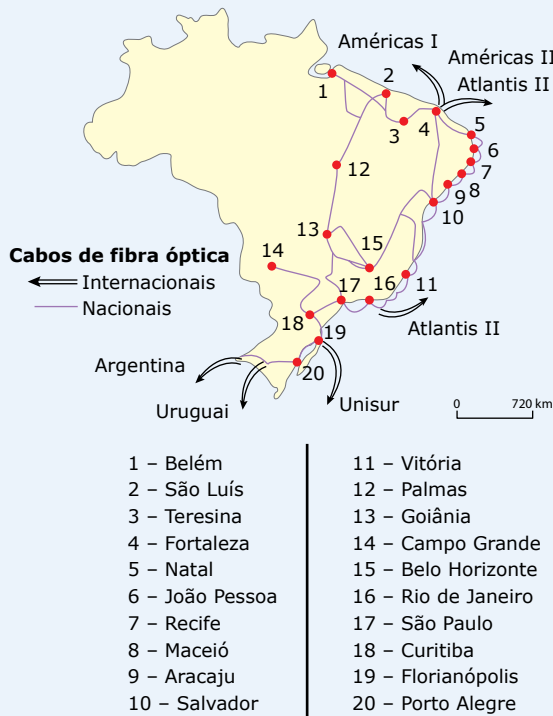 Américas I
Américas II
Atlantis II
1
2
3
4
5
6
7
8
9
10
12
13
14
15
11
16
17
18
19
20
Cabos de fibra óptica
Internacionais
Nacionais
Atlantis II
Argentina
Uruguai
Unisur
0 720 km
1 – Belém
2 – São Luís
3 – Teresina
4 – Fortaleza
5 – Natal
6 – João Pessoa
7 – Recife
8 – Maceió
9 – Aracaju
10 – Salvador
11 – Vitória
12 – Palmas
13 – Goiânia
14 – Campo Grande
15 – Belo Horizonte
16 – Rio de Janeiro
17 – São Paulo
18 – Curitiba
19 – Florianópolis
20 – Porto Alegre